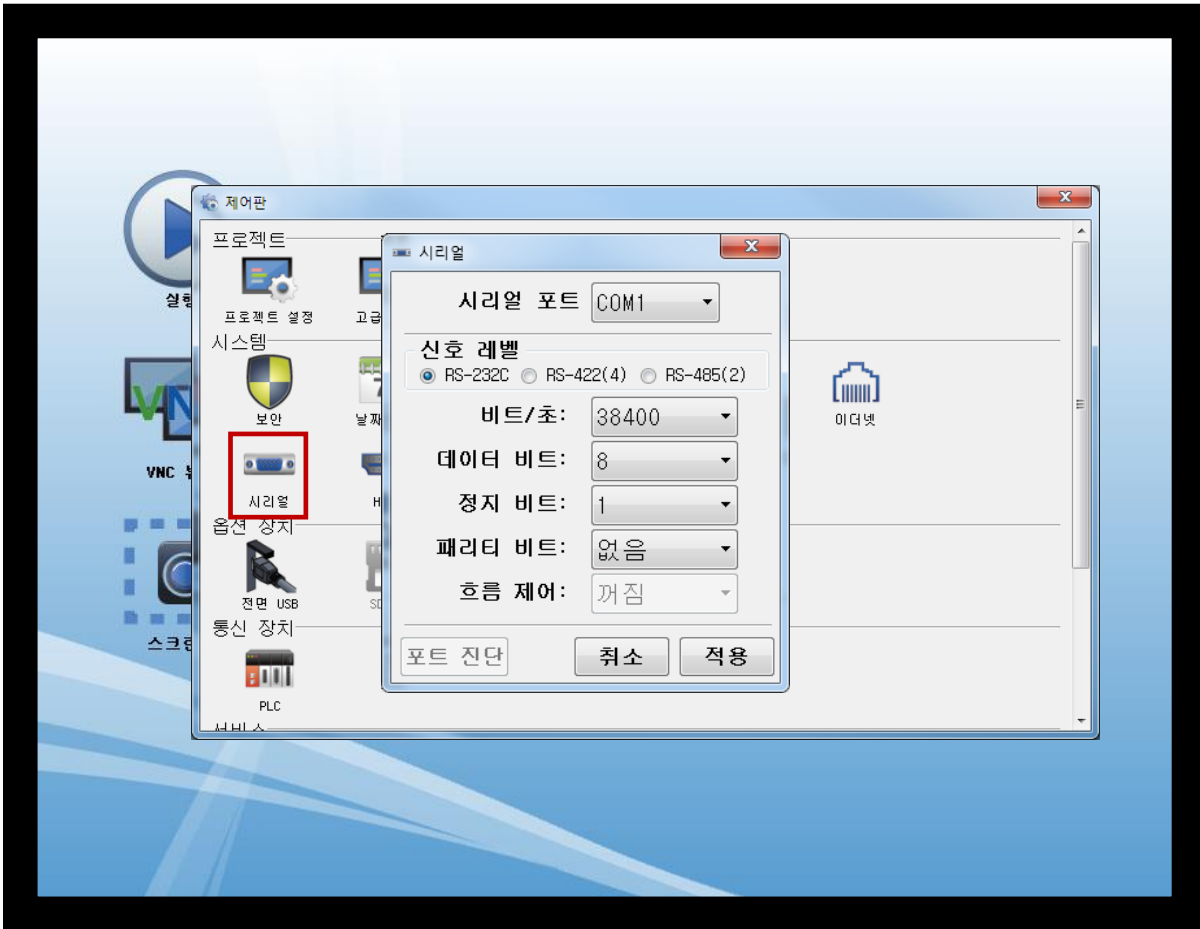 제어판
프로젝트
프로젝트 설정
고급
시스템
보안
날짜
이더넷
시리얼
옵션 장치
전면 USB
통신 장치
PLC
서비스
VNC
스크린
시리얼
시리얼 포트 COM1
신호 레벨
RS-232C RS-422(4) RS-485(2)
비트/초: 38400
데이터 비트: 8
정지 비트: 1
패리티 비트: 없음
흐름 제어: 꺼짐
포트 진단 취소 적용